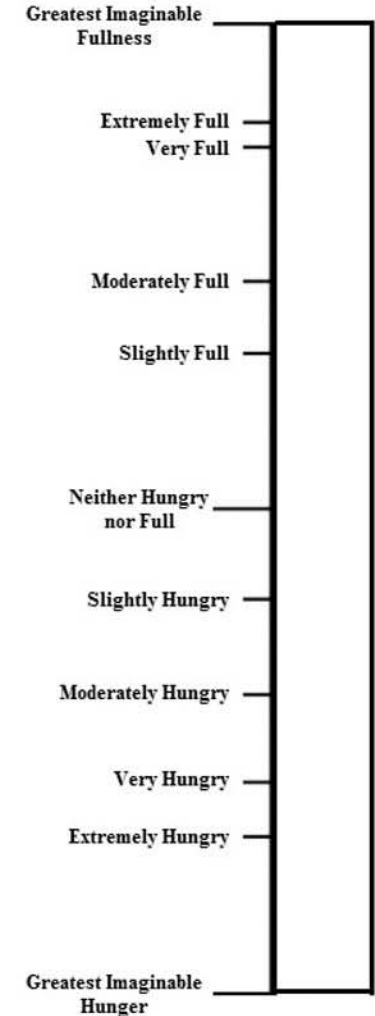 Greatest Imaginable
Fullness
Extremely Full
Very Full
Moderately Full
Slightly Full
Neither Hungry
nor Full
Slightly Hungry
Moderately Hungry
Very Hungry
Extremely Hungry
Greatest Imaginable
Hunger